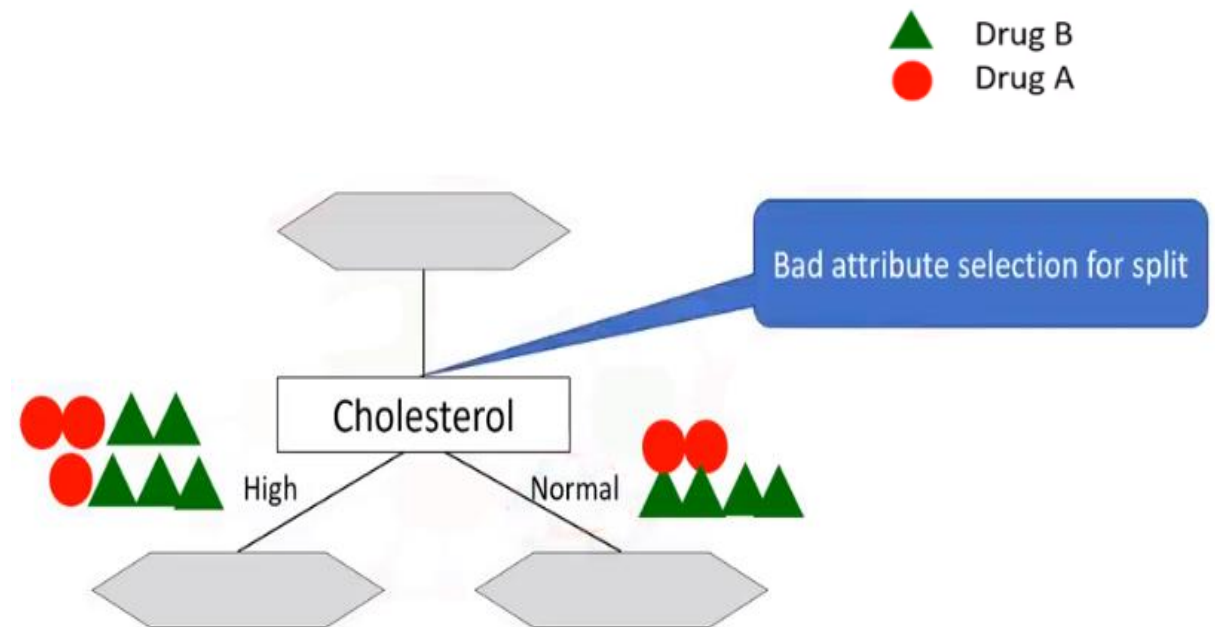 Drug B
Drug A
Bad attribute selection for split
Cholesterol
High
Normal